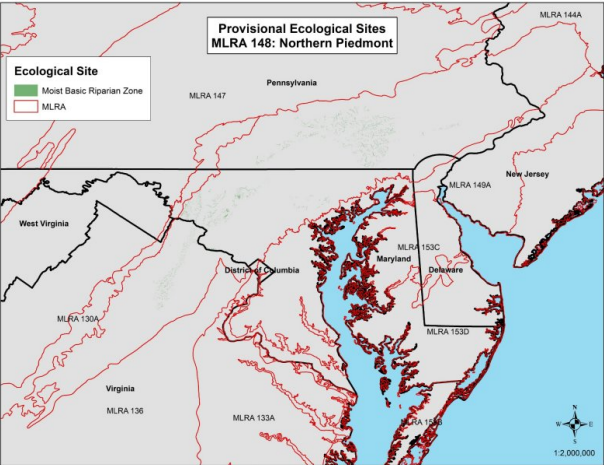 Provisional Ecological Sites
MLRA 148: Northern Piedmont
MLRA 144A
Ecological Site
Moist Basic Riparian Zone
MLRA
Pennsylvania
MLRA 147
New Jersey
MLRA 149A
West Virginia
MLRA 153C
Maryland
District of Columbia
Delaware
MLRA 130A
MLRA 153D
Virginia
MLRA 136
MLRA 133A
N
W
E
S
1:2,000,000